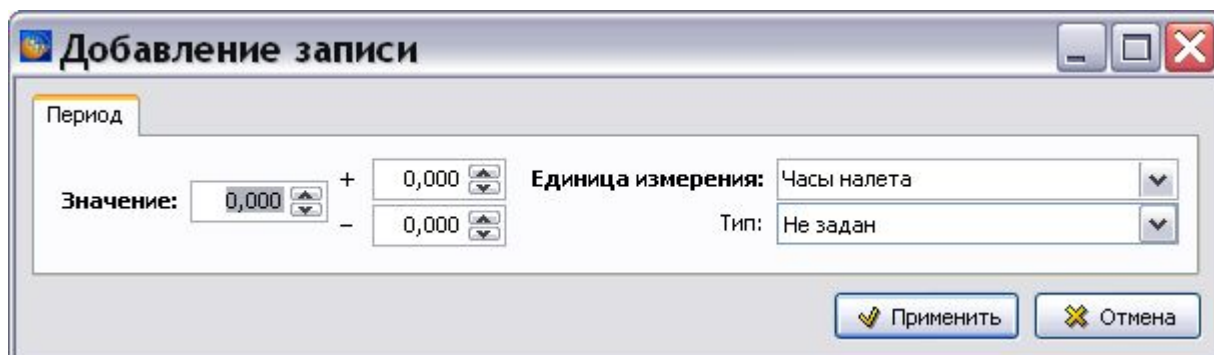 Добавление записи
Период
Значение: 0,000 + 0,000 Единица измерения: Часы налета
– 0,000 Тип: Не задан
Применить Отмена